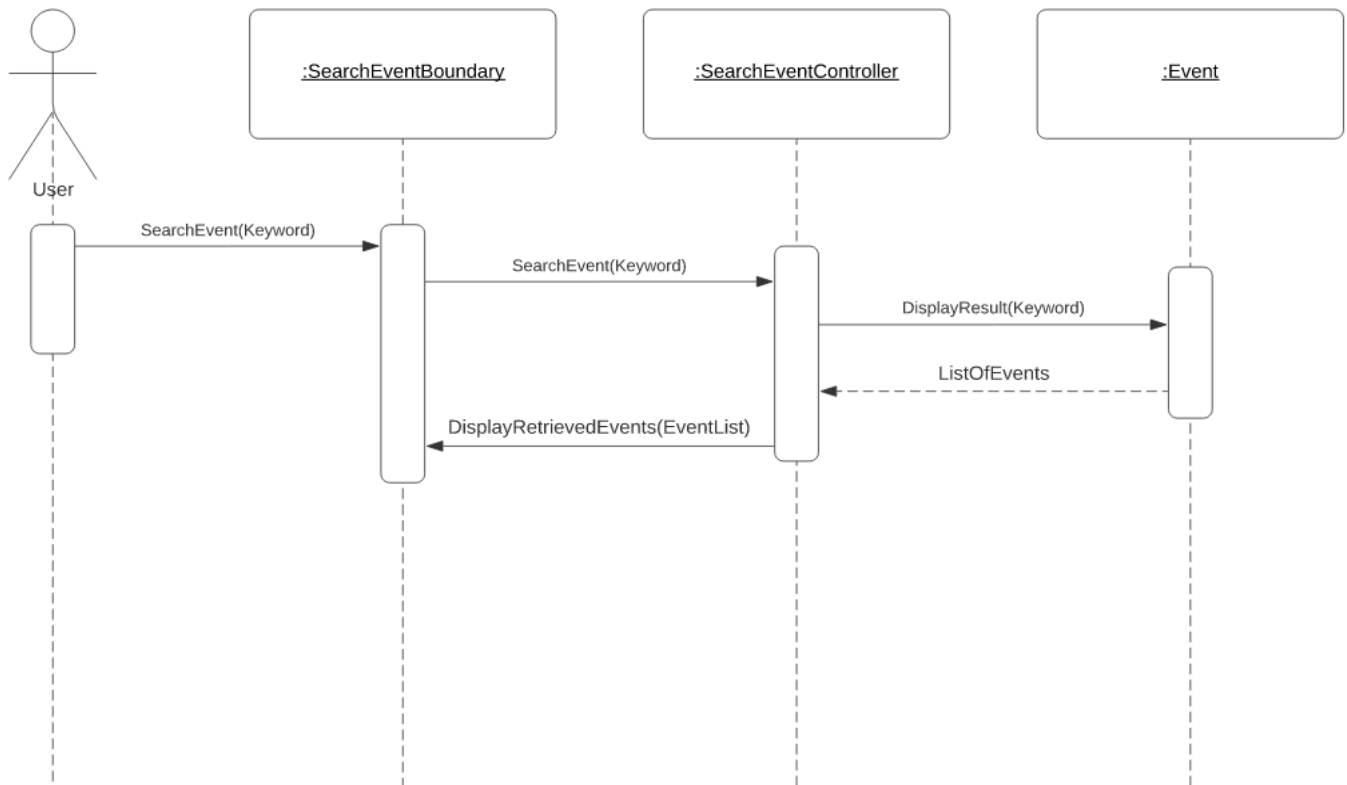 :SearchEventBoundary
:SearchEventController
:Event
User
SearchEvent(Keyword)
SearchEvent(Keyword)
DisplayResult(Keyword)
ListOfEvents
DisplayRetrievedEvents(EventList)